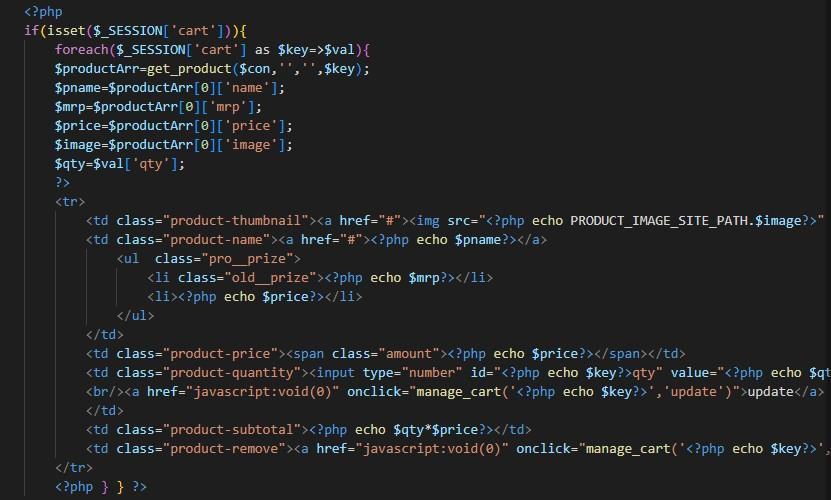 <?php
if(isset($_SESSION['cart'])){
foreach($_SESSION['cart'] as $key=>$val){
$productArr=get_product($con,'','',$key);
$pname=$productArr[0]['name'];
$mrp=$productArr[0]['mrp'];
$price=$productArr[0]['price'];
$image=$productArr[0]['image'];
$qty=$val['qty'];
?>
<tr>
<td class="product-thumbnail"><a href="#"><img src="<?php echo PRODUCT_IMAGE_SITE_PATH.$image?>"
<td class="product-name"><a href="#"><?php echo $pname?></a>
<ul  class="pro__prize">
<li class="old__prize"><?php echo $mrp?></li>
<li><?php echo $price?></li>
</ul>
</td>
<td class="product-price"><span class="amount"><?php echo $price?></span></td>
<td class="product-quantity"><input type="number" id="<?php echo $key?>qty" value="<?php echo $qt
<br/><a href="javascript:void(0)" onclick="manage_cart('<?php echo $key?>','update')">update</a>
</td>
<td class="product-subtotal"><?php echo $qty*$price?></td>
<td class="product-remove"><a href="javascript:void(0)" onclick="manage_cart('<?php echo $key?>',
</tr>
<?php } } ?>